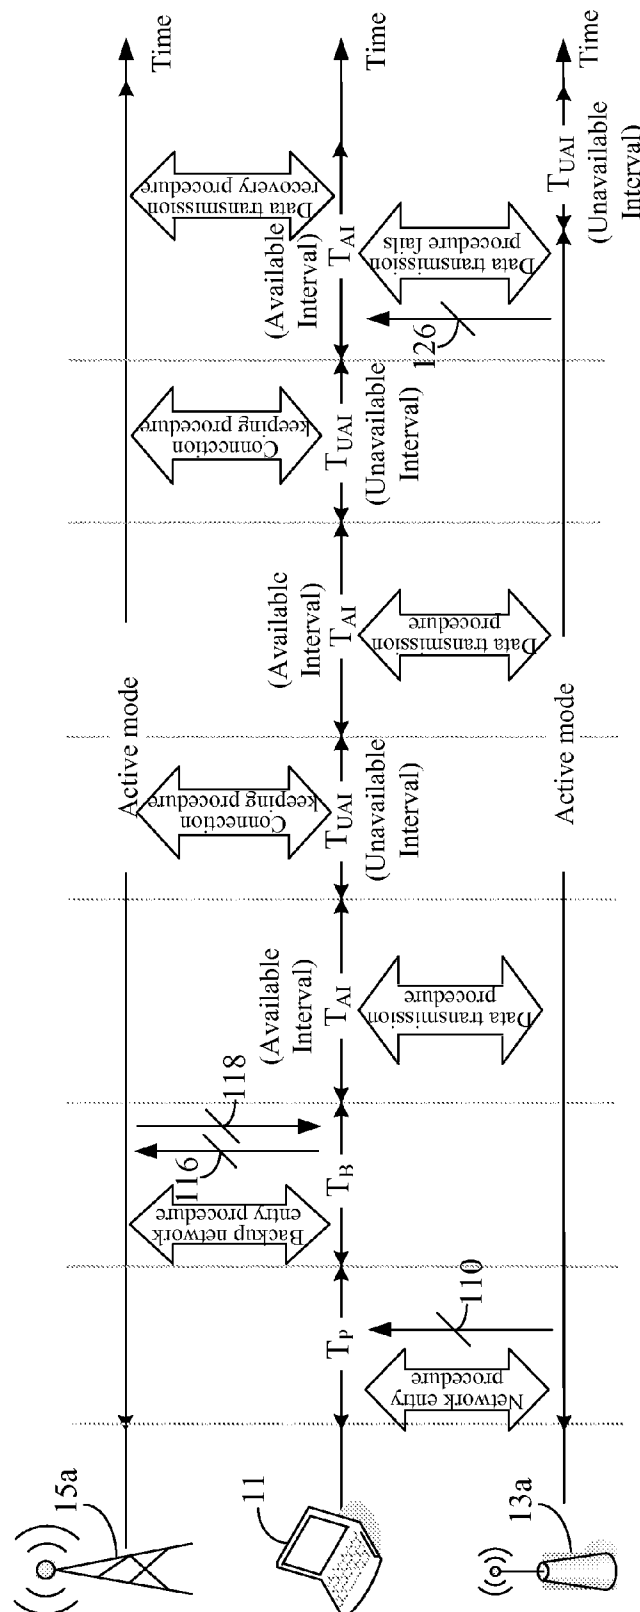 15a
Active mode
Time
Backup network
entry procedure
116
118
Connection
keeping procedure
Connection
keeping procedure
Data transmission
recovery procedure
11
T_P
T_B
T_AI
(Available
Interval)
T_UAI
(Unavailable
Interval)
T_AI
(Available
Interval)
T_UAI
(Unavailable
Interval)
T_AI
(Available
Interval)
Time
Network entry
procedure
110
Data transmission
procedure
Data transmission
procedure
126
Data transmission
procedure fails
13a
Active mode
T_UAI
(Unavailable
Interval)
Time